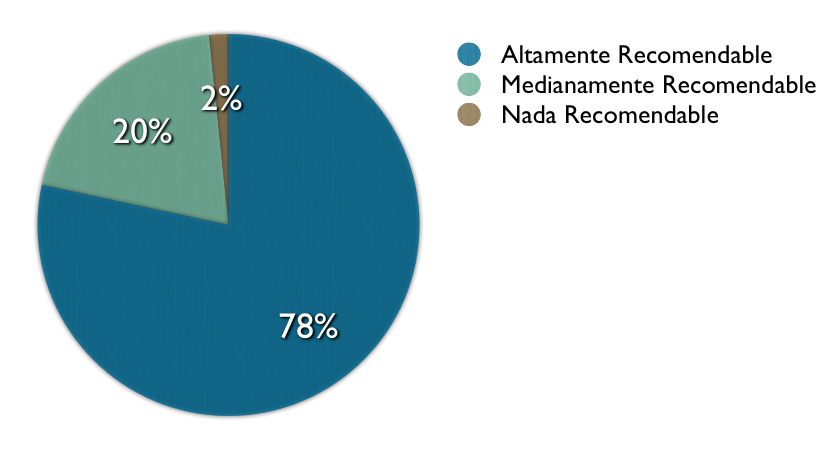 Altamente Recomendable
Medianamente Recomendable
Nada Recomendable
2%
20%
78%